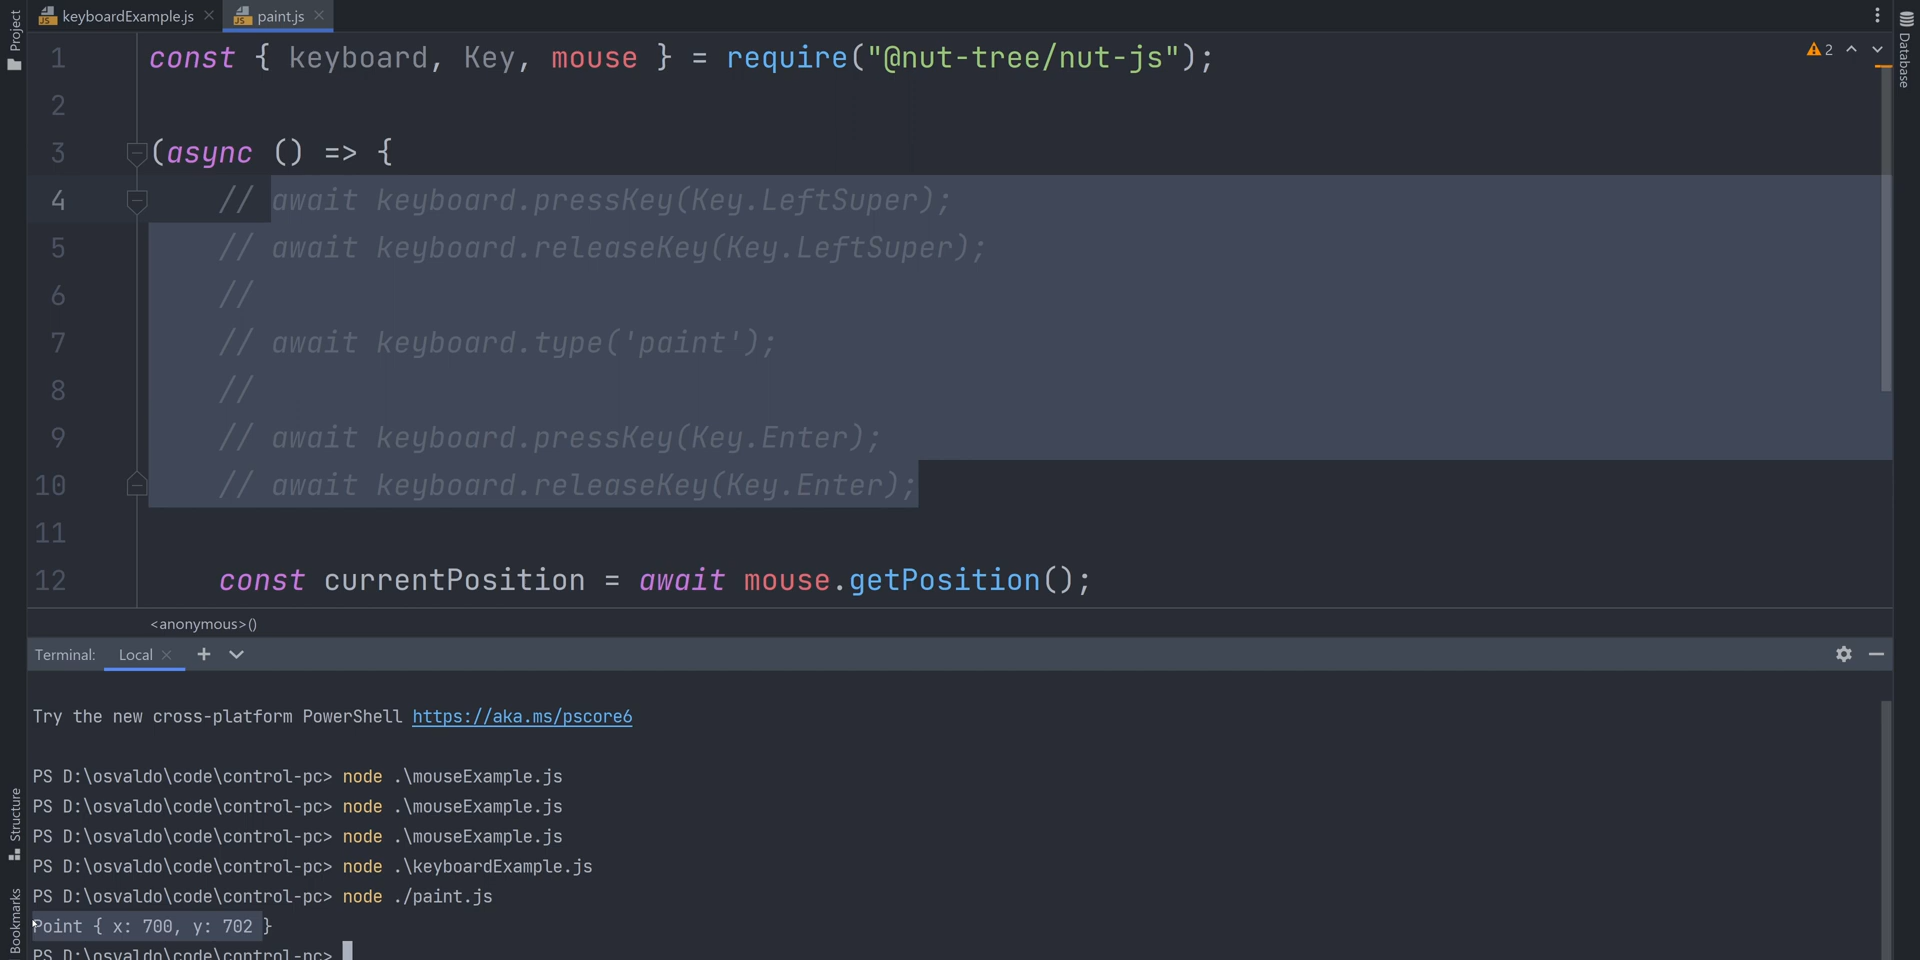 Project
JS keyboardExample.js
JS paint.js
Database
2
1 const { keyboard, Key, mouse } = require("@nut-tree/nut-js");
2
3 (async () => {
4 // await keyboard.pressKey(Key.LeftSuper);
5 // await keyboard.releaseKey(Key.LeftSuper);
6 //
7 // await keyboard.type('paint');
8 //
9 // await keyboard.pressKey(Key.Enter);
10 // await keyboard.releaseKey(Key.Enter);
11
12 const currentPosition = await mouse.getPosition();
<anonymous>()
Terminal: Local
Try the new cross-platform PowerShell https://aka.ms/pscore6
PS D:\osvaldo\code\control-pc> node .\mouseExample.js
PS D:\osvaldo\code\control-pc> node .\mouseExample.js
PS D:\osvaldo\code\control-pc> node .\mouseExample.js
PS D:\osvaldo\code\control-pc> node .\keyboardExample.js
PS D:\osvaldo\code\control-pc> node ./paint.js
Point { x: 700, y: 702 }
PS D:\osvaldo\code\control-pc>
Structure
Bookmarks